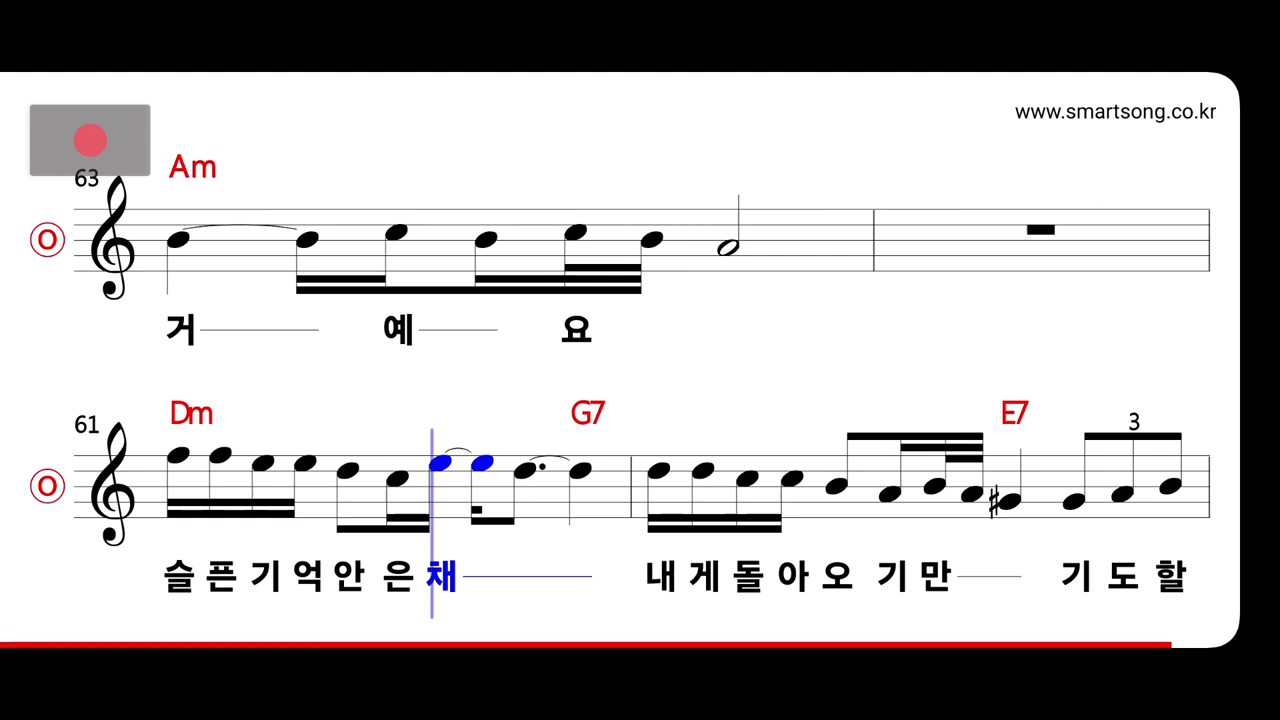 www.smartsong.co.kr
63 Am
O
거 예 요
61 Dm G7 E7 3
O
슬 픈 기 억 안 은 채 내 게 돌 아 오 기 만 기 도 할